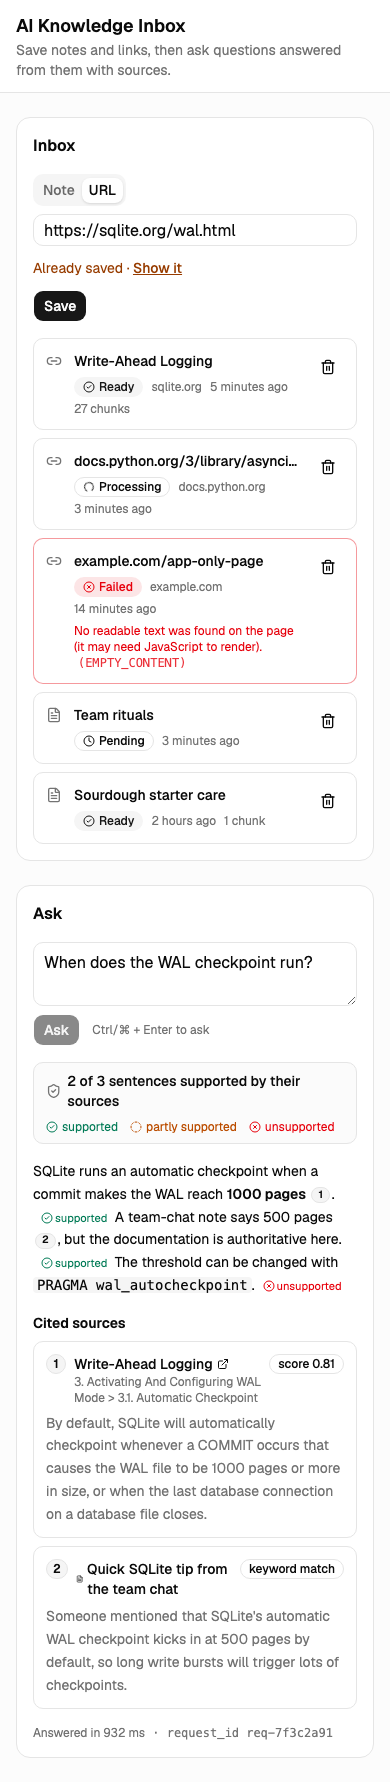 AI Knowledge Inbox
Save notes and links, then ask questions answered
from them with sources.
Inbox
Note URL
https://sqlite.org/wal.html
Already saved · Show it
Save
Write-Ahead Logging
Ready sqlite.org 5 minutes ago
27 chunks
docs.python.org/3/library/asynci...
Processing docs.python.org
3 minutes ago
example.com/app-only-page
Failed example.com
14 minutes ago
No readable text was found on the page
(it may need JavaScript to render).
(EMPTY_CONTENT)
Team rituals
Pending 3 minutes ago
Sourdough starter care
Ready 2 hours ago 1 chunk
Ask
When does the WAL checkpoint run?
Ask Ctrl/⌘ + Enter to ask
2 of 3 sentences supported by their
sources
supported partly supported unsupported
SQLite runs an automatic checkpoint when a
commit makes the WAL reach 1000 pages 1 .
supported A team-chat note says 500 pages
2 , but the documentation is authoritative here.
supported The threshold can be changed with
PRAGMA wal_autocheckpoint. unsupported
Cited sources
1 Write-Ahead Logging score 0.81
3. Activating And Configuring WAL
Mode > 3.1. Automatic Checkpoint
By default, SQLite will automatically
checkpoint whenever a COMMIT occurs that
causes the WAL file to be 1000 pages or more
in size, or when the last database connection
on a database file closes.
2 Quick SQLite tip from keyword match
the team chat
Someone mentioned that SQLite's automatic
WAL checkpoint kicks in at 500 pages by
default, so long write bursts will trigger lots of
checkpoints.
Answered in 932 ms · request_id req-7f3c2a91